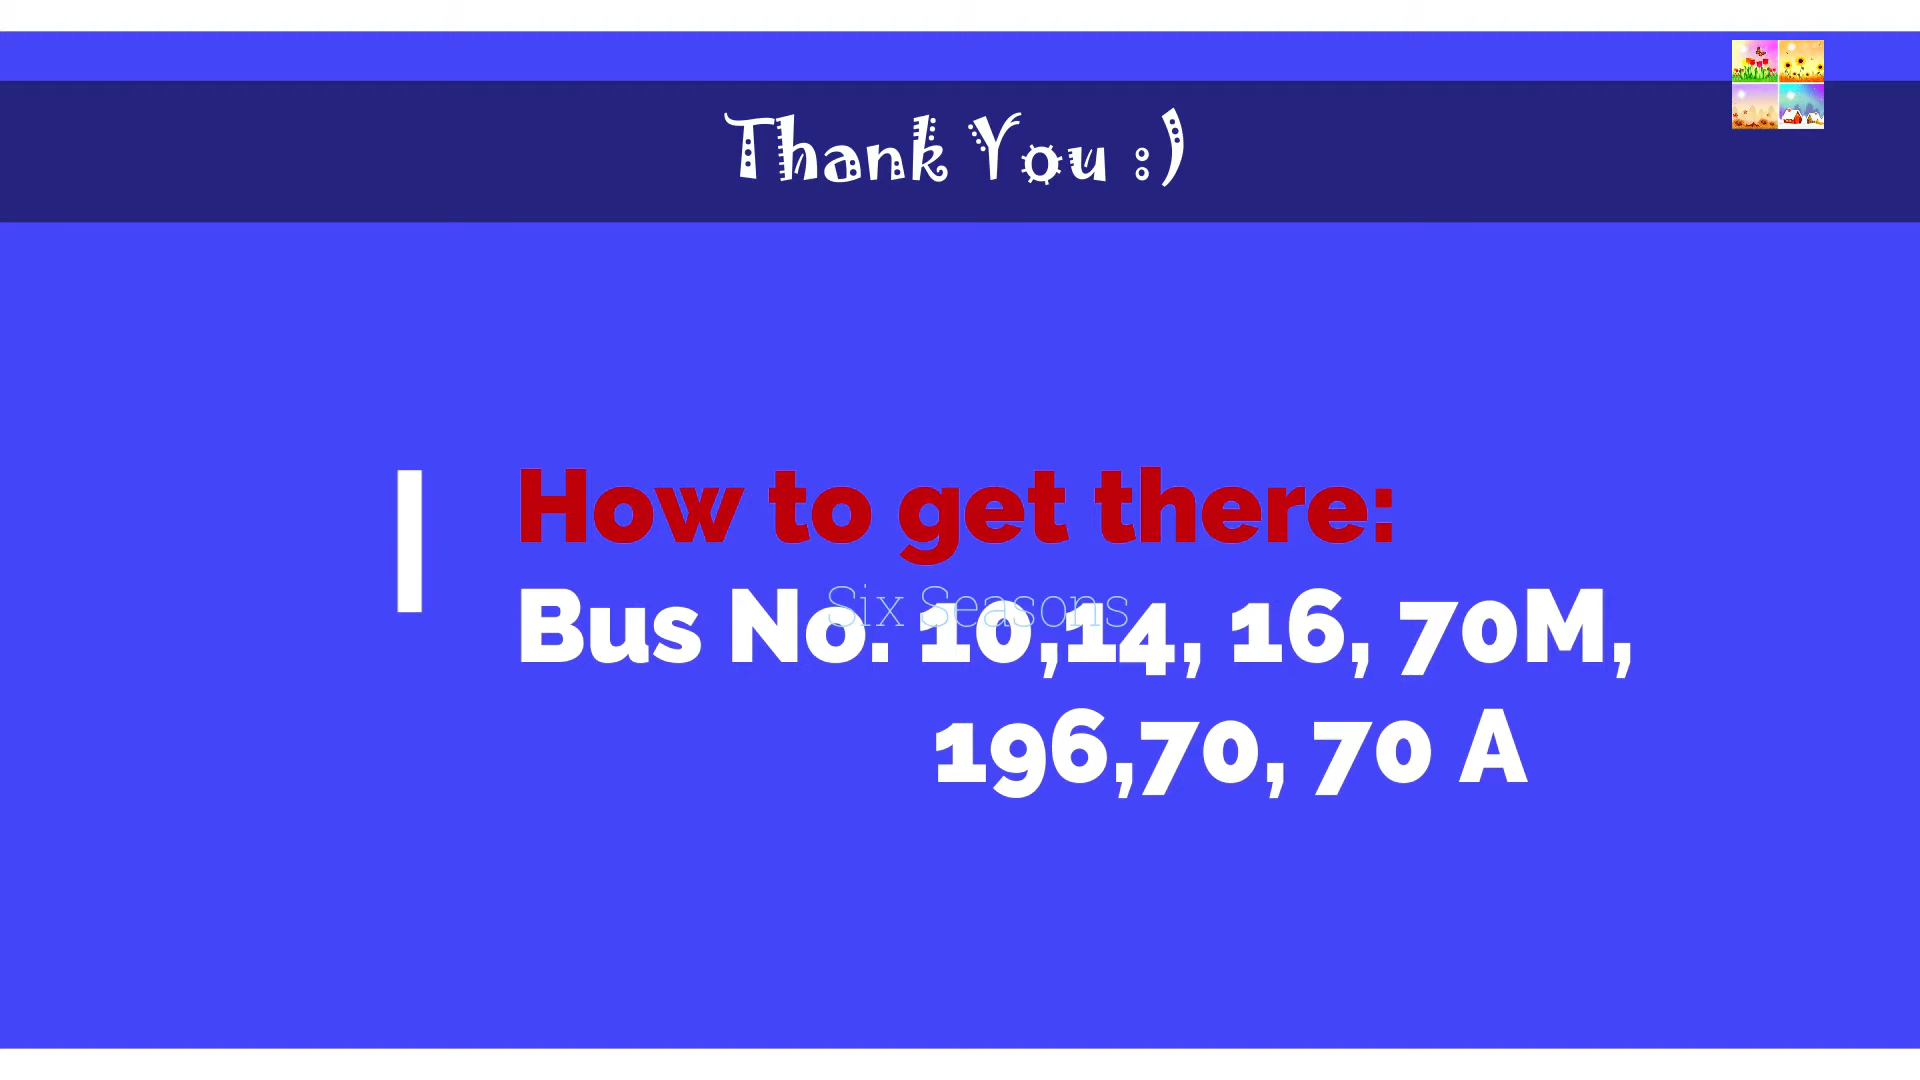 Thank You :)
How to get there:
Six Seasons
Bus No. 10,14, 16, 70M,
196,70, 70 A